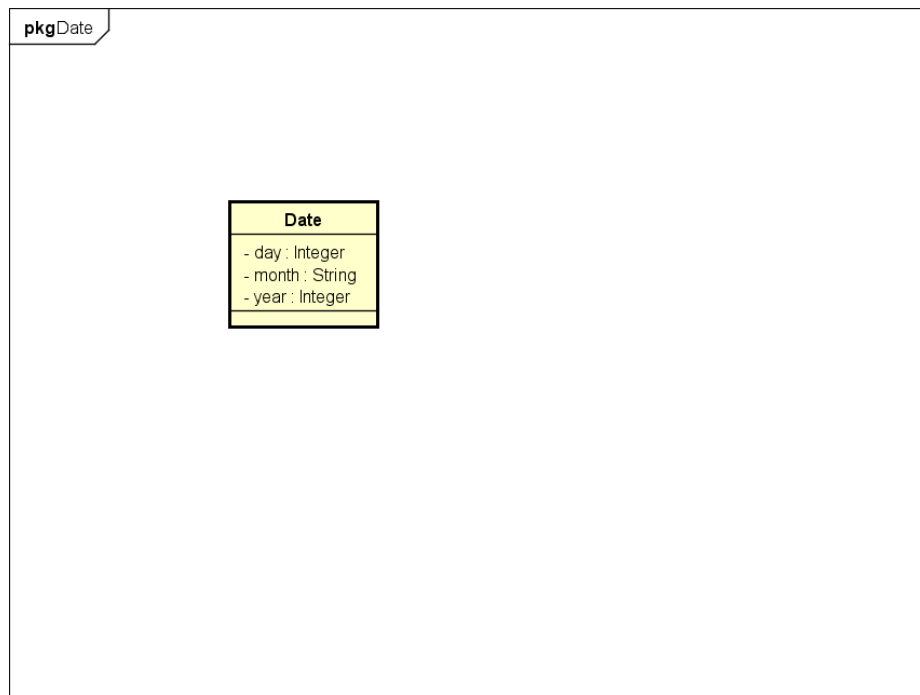 pkgDate
Date
- day : Integer
- month : String
- year : Integer